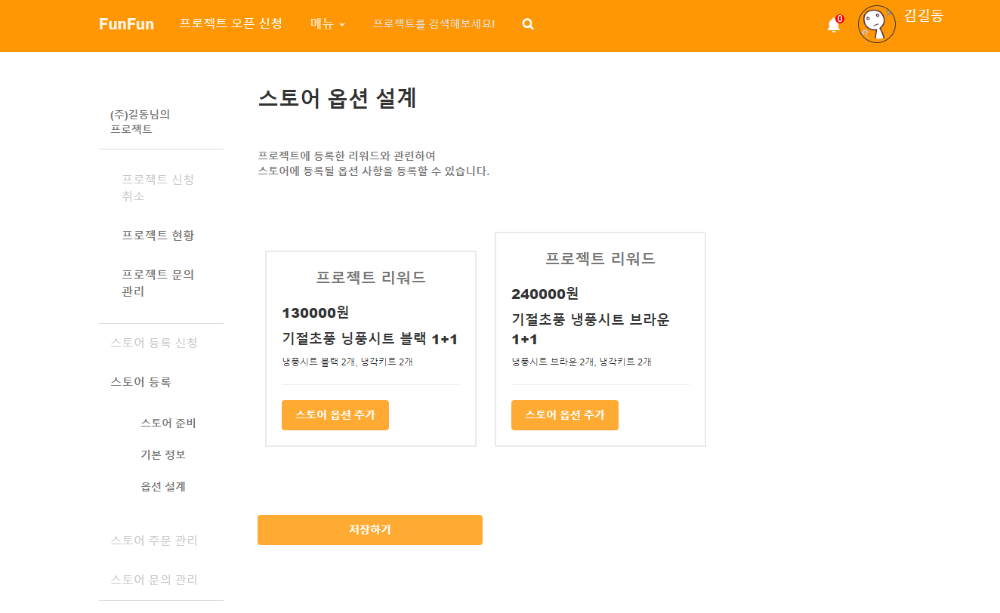 FunFun 프로젝트 오픈 신청 메뉴 프로젝트를 검색해보세요! 0 김길동
(주)길동님의
프로젝트
프로젝트 신청
취소
프로젝트 현황
프로젝트 문의
관리
스토어 등록 신청
스토어 등록
스토어 준비
기본 정보
옵션 설계
스토어 주문 관리
스토어 문의 관리
스토어 옵션 설계
프로젝트에 등록한 리워드와 관련하여
스토어에 등록될 옵션 사항을 등록할 수 있습니다.
프로젝트 리워드
130000원
기절초풍 닝풍시트 블랙 1+1
냉풍시트 블랙 2개, 냉각키트 2개
스토어 옵션 추가
프로젝트 리워드
240000원
기절초풍 냉풍시트 브라운
1+1
냉풍시트 브라운 2개, 냉각키트 2개
스토어 옵션 추가
저장하기